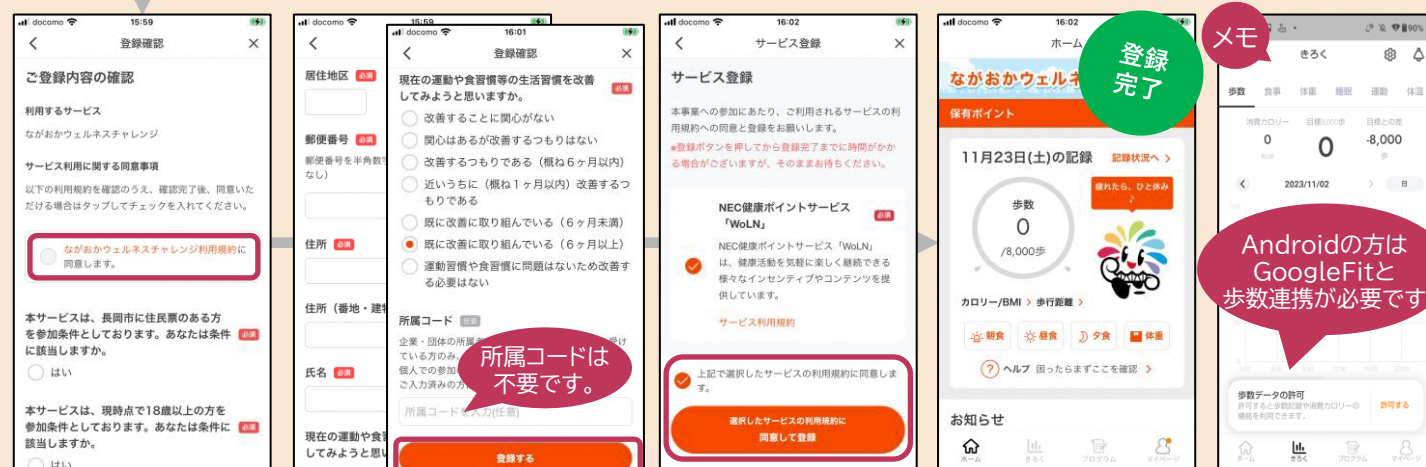 docomo 15:59
登録確認
ご登録内容の確認
利用するサービス
ながおかウェルネスチャレンジ
サービス利用に関する同意事項
以下の利用規約を確認のうえ、確認完了後、同意いた
だける場合はタップしてチェックを入れてください。
ながおかウェルネスチャレンジ利用規約に
同意します。
本サービスは、長岡市に住民票のある方
を参加条件としております。あなたは条件 必須
に該当しますか。
はい
本サービスは、現時点で18歳以上の方を
参加条件としております。あなたは条件に 必須
該当しますか。
はい
docomo 15:59
居住地区 必須
郵便番号 必須
郵便番号を半角数
なし）
住所 必須
住所（番地・建
氏名 必須
現在の運動や食
してみようと思い
docomo 16:01
登録確認
現在の運動や食習慣等の生活習慣を改善
してみようと思いますか。 必須
改善することに関心がない
関心はあるが改善するつもりはない
改善するつもりである（概ね６ヶ月以内）
近いうちに（概ね１ヶ月以内）改善するつ
もりである
既に改善に取り組んでいる（６ヶ月未満）
既に改善に取り組んでいる（６ヶ月以上）
運動習慣や食習慣に問題はないため改善す
る必要はない
所属コード 任意
企業・団体の所属 受け
ている方のみ、
個人での参加
ご入力済みの方
所属コードは
不要です。
所属コードを入力(任意)
登録する
docomo 16:02
サービス登録
サービス登録
本事業への参加にあたり、ご利用されるサービスの利
用規約への同意と登録をお願いします。
※登録ボタンを押してから登録完了までに時間がかか
る場合がございますが、そのままお待ちください。
NEC健康ポイントサービス
「WoLN」 必須
NEC健康ポイントサービス「WoLN」
は、健康活動を気軽に楽しく継続できる
様々なインセンティブやコンテンツを提
供しています。
サービス利用規約
上記で選択したサービスの利用規約に同意しま
す。
選択したサービスの利用規約に
同意して登録
docomo 16:02
ホーム
登録
完了
ながおかウェルネ
保有ポイント
11月23日(土)の記録 記録状況へ
疲れたら、ひと休み
♪
歩数
0
/8,000歩
カロリー/BMI 歩行距離
朝食 昼食 夕食 体重
ヘルプ 困ったらまずここを確認
お知らせ
ホーム きろく プログラム マイページ
メモ
90%
きろく
歩数 食事 体重 睡眠 運動 体温
消費カロリー 目標8,000歩 目標との差
0 0 -8,000
kcal 歩
2023/11/02 日
Androidの方は
GoogleFitと
歩数連携が必要です
歩数データの許可
許可すると歩数記録や消費カロリーの
機能を利用できます。
許可する
ホーム きろく プログラム マイページ